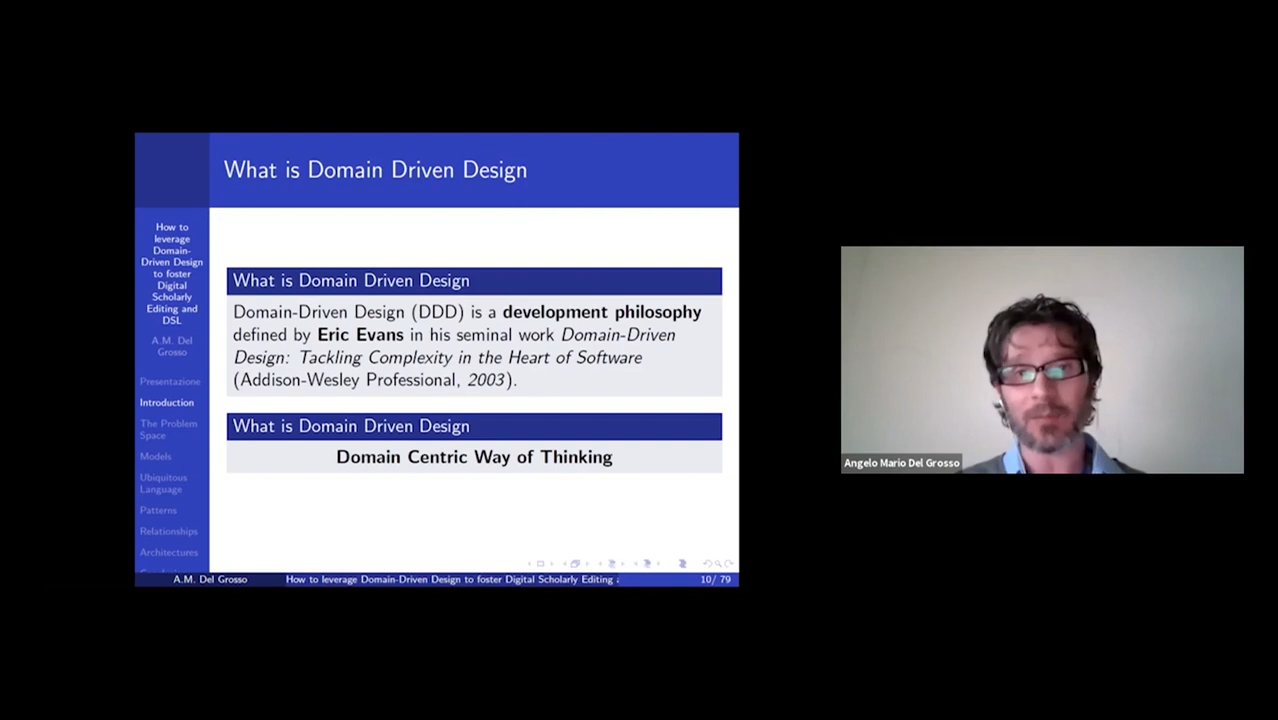 What is Domain Driven Design
How to
leverage
Domain-
Driven Design
to foster
Digital
Scholarly
Editing and
DSL
A.M. Del
Grosso
Presentazione
Introduction
The Problem
Space
Models
Ubiquitous
Language
Patterns
Relationships
Architectures
What is Domain Driven Design
Domain-Driven Design (DDD) is a development philosophy
defined by Eric Evans in his seminal work Domain-Driven
Design: Tackling Complexity in the Heart of Software
(Addison-Wesley Professional, 2003).
What is Domain Driven Design
Domain Centric Way of Thinking
A.M. Del Grosso
How to leverage Domain-Driven Design to foster Digital Scholarly Editing
10/ 79
Angelo Mario Del Grosso